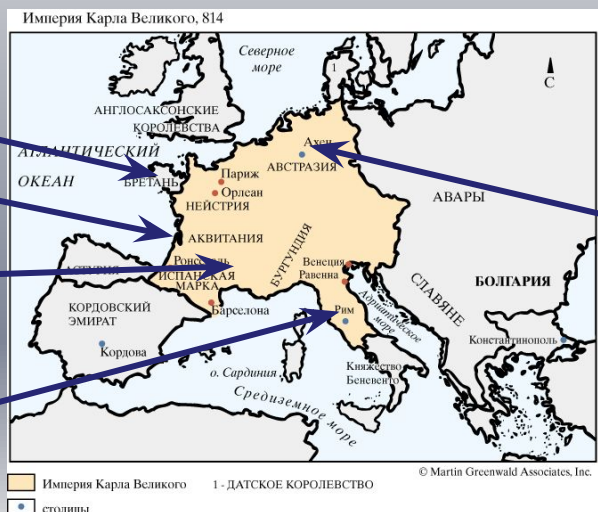 Империя Карла Великого, 814
Северное
море
1
С
АНГЛОСАКСОНСКИЕ
КОРОЛЕВСТВА
АТЛАНТИЧЕСКИЙ
ОКЕАН
БРЕТАНЬ
Ахен
АВСТРАЗИЯ
Париж
Орлеан
НЕЙСТРИЯ
АВАРЫ
АКВИТАНИЯ
БУРГУНДИЯ
Ронсеваль
ИСПАНСКАЯ
МАРКА
АСТУРИЯ
Венеция
Равенна
СЛАВЯНЕ
БОЛГАРИЯ
КОРДОВСКИЙ
ЭМИРАТ
Барселона
Рим
Адриатическое
море
Константинополь
Кордова
о. Сардиния
Княжество
Беневенто
Средиземное море
© Martin Greenwald Associates, Inc.
Империя Карла Великого
1 - ДАТСКОЕ КОРОЛЕВСТВО
столицы